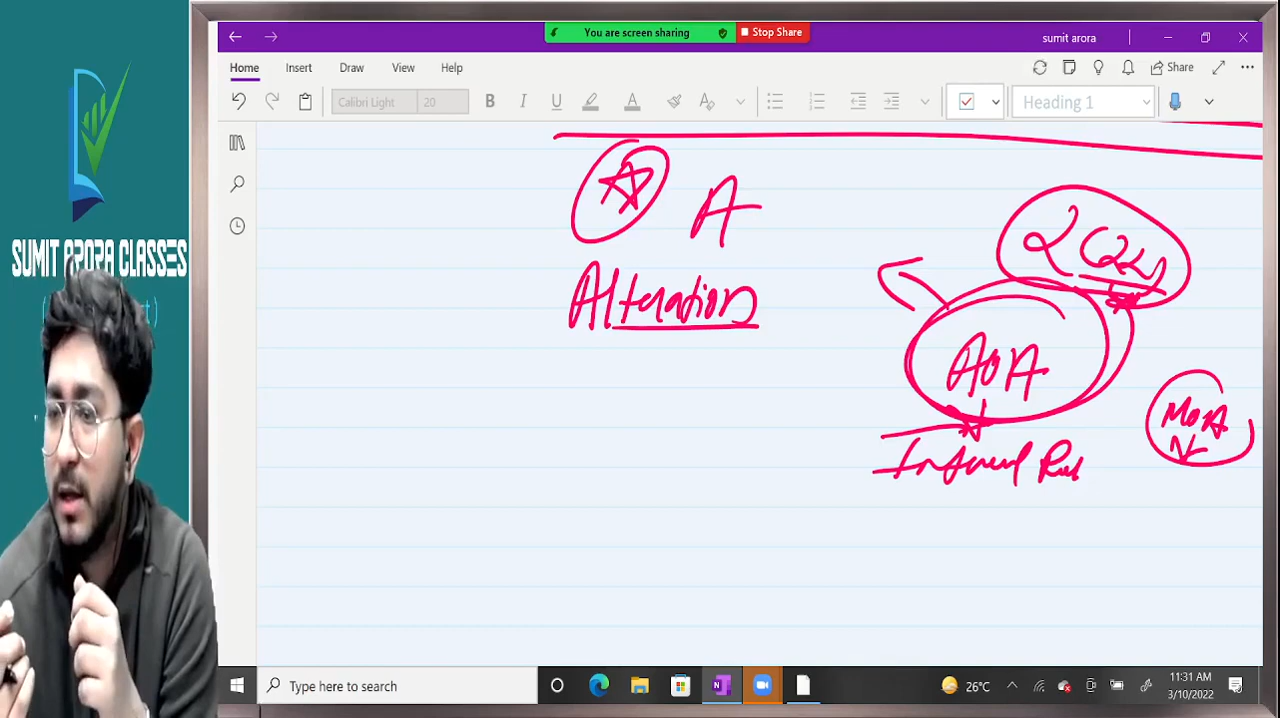 You are screen sharing
Stop Share
sumit arora
Home Insert Draw View Help
Share
Calibri Light 20 B I U A A Heading 1
SUMIT ARORA CLASSES
A
Alteration
2
AOA
MOA
Type here to search
26°C
11:31 AM
3/10/2022